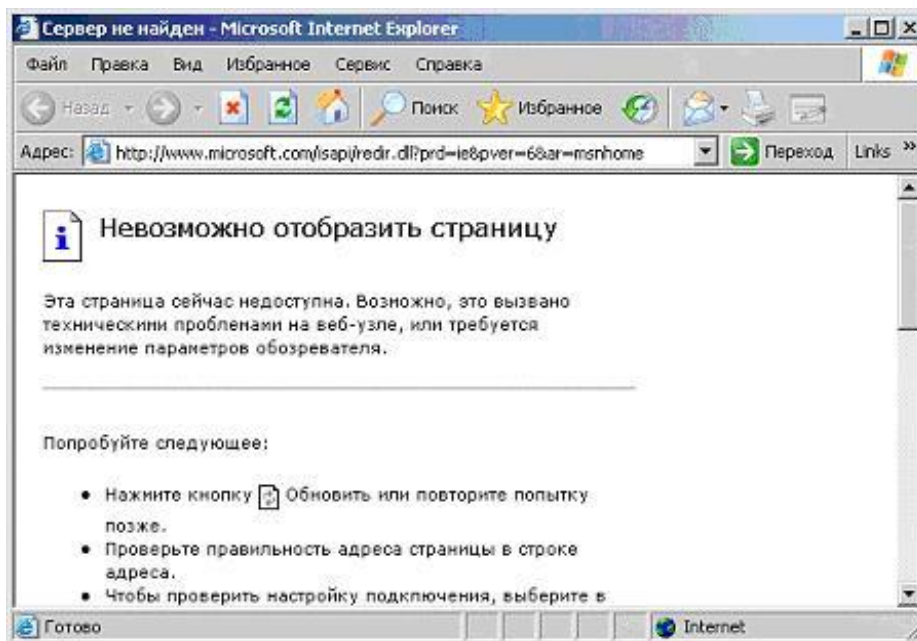 Сервер не найден - Microsoft Internet Explorer
Файл Правка Вид Избранное Сервис Справка
Назад Поиск Избранное
Адрес: http://www.microsoft.com/isapi/redir.dll?prd=ie&pver=6&ar=msnhome Переход Links »
Невозможно отобразить страницу
Эта страница сейчас недоступна. Возможно, это вызвано
техническими проблемами на веб-узле, или требуется
изменение параметров обозревателя.
Попробуйте следующее:
• Нажмите кнопку Обновить или повторите попытку
позже.
• Проверьте правильность адреса страницы в строке
адреса.
• Чтобы проверить настройку подключения, выберите в
Готово Internet